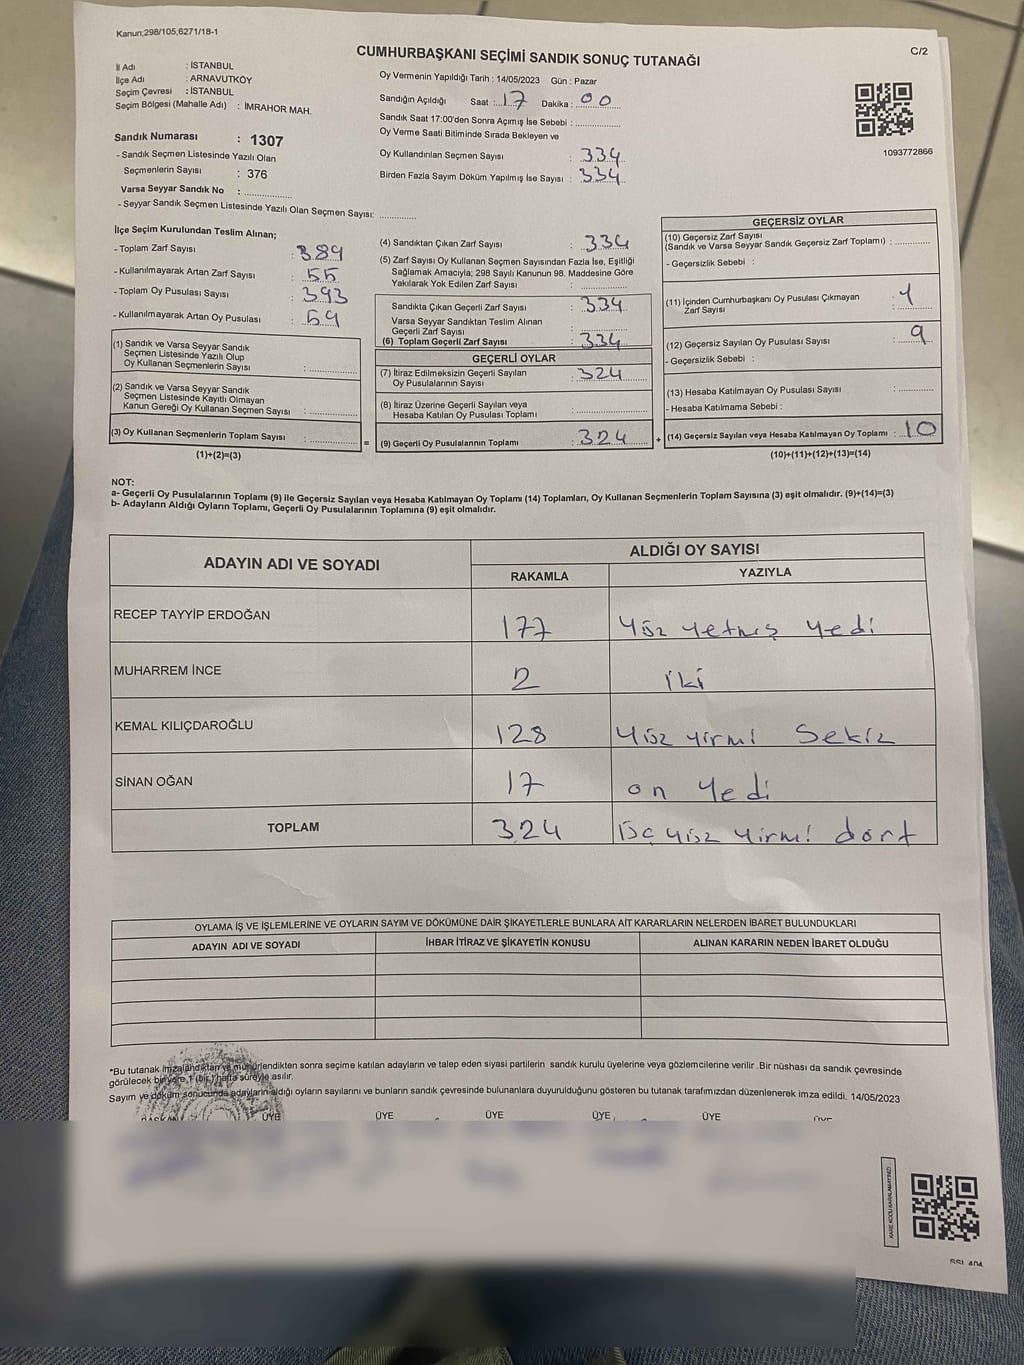 Kanun;298/105,6271/18-1
CUMHURBAŞKANI SEÇİMİ SANDIK SONUÇ TUTANAĞI
C/2
İl Adı : İSTANBUL
İlçe Adı : ARNAVUTKÖY
Seçim Çevresi : İSTANBUL
Seçim Bölgesi (Mahalle Adı) : İMRAHOR MAH.
Sandık Numarası : 1307
- Sandık Seçmen Listesinde Yazılı Olan
Seçmenlerin Sayısı : 376
Varsa Seyyar Sandık No : ................
- Seyyar Sandık Seçmen Listesinde Yazılı Olan Seçmen Sayısı: ............
Oy Vermenin Yapıldığı Tarih : 14/05/2023 Gün : Pazar
Sandığın Açıldığı Saat : 17 Dakika : 00
Sandık Saat 17:00'den Sonra Açımış İse Sebebi : ...............
Oy Verme Saati Bitiminde Sırada Bekleyen ve
Oy Kullandırılan Seçmen Sayısı : 334
Birden Fazla Sayım Döküm Yapılmış İse Sayısı : 334
1093772866
İlçe Seçim Kurulundan Teslim Alınan;
- Toplam Zarf Sayısı : 389
- Kullanılmayarak Artan Zarf Sayısı : 55
- Toplam Oy Pusulası Sayısı : 393
- Kullanılmayarak Artan Oy Pusulası : 59
(1) Sandık ve Varsa Seyyar Sandık
Seçmen Listesinde Yazılı Olup
Oy Kullanan Seçmenlerin Sayısı : ...............
(2) Sandık ve Varsa Seyyar Sandık
Seçmen Listesinde Kayıtlı Olmayan
Kanun Gereği Oy Kullanan Seçmen Sayısı : ...............
(3) Oy Kullanan Seçmenlerin Toplam Sayısı : ...............
(1)+(2)=(3)
=
(4) Sandıktan Çıkan Zarf Sayısı : 334
(5) Zarf Sayısı Oy Kullanan Seçmen Sayısından Fazla İse, Eşitliği
Sağlamak Amacıyla; 298 Sayılı Kanunun 98. Maddesine Göre
Yakılarak Yok Edilen Zarf Sayısı : ...............
Sandıkta Çıkan Geçerli Zarf Sayısı : 334
Varsa Seyyar Sandıktan Teslim Alınan
Geçerli Zarf Sayısı : ...............
(6) Toplam Geçerli Zarf Sayısı : 334
GEÇERLİ OYLAR
(7) İtiraz Edilmeksizin Geçerli Sayılan
Oy Pusulalarının Sayısı : 324
(8) İtiraz Üzerine Geçerli Sayılan veya
Hesaba Katılan Oy Pusulası Toplamı : ...............
(9) Geçerli Oy Pusulalarının Toplamı : 324
+
GEÇERSİZ OYLAR
(10) Geçersiz Zarf Sayısı
(Sandık ve Varsa Seyyar Sandık Geçersiz Zarf Toplamı) : ............
- Geçersizlik Sebebi :
(11) İçinden Cumhurbaşkanı Oy Pusulası Çıkmayan
Zarf Sayısı : 1
(12) Geçersiz Sayılan Oy Pusulası Sayısı : 9
- Geçersizlik Sebebi :
(13) Hesaba Katılmayan Oy Pusulası Sayısı : ............
- Hesaba Katılmama Sebebi :
(14) Geçersiz Sayılan veya Hesaba Katılmayan Oy Toplamı : 10
(10)+(11)+(12)+(13)=(14)
NOT:
a- Geçerli Oy Pusulalarının Toplamı (9) ile Geçersiz Sayılan veya Hesaba Katılmayan Oy Toplamı (14) Toplamları, Oy Kullanan Seçmenlerin Toplam Sayısına (3) eşit olmalıdır. (9)+(14)=(3)
b- Adayların Aldığı Oyların Toplamı, Geçerli Oy Pusulalarının Toplamına (9) eşit olmalıdır.
ADAYIN ADI VE SOYADI
ALDIĞI OY SAYISI
RAKAMLA YAZIYLA
RECEP TAYYİP ERDOĞAN 177 yüz yetmiş yedi
MUHARREM İNCE 2 iki
KEMAL KILIÇDAROĞLU 128 yüz yirmi sekiz
SİNAN OĞAN 17 on yedi
TOPLAM 324 üç yüz yirmi dört
OYLAMA İŞ VE İŞLEMLERİNE VE OYLARIN SAYIM VE DÖKÜMÜNE DAİR ŞİKAYETLERLE BUNLARA AİT KARARLARIN NELERDEN İBARET BULUNDUKLARI
ADAYIN ADI VE SOYADI İHBAR İTİRAZ VE ŞİKAYETİN KONUSU ALINAN KARARIN NEDEN İBARET OLDUĞU
*Bu tutanak imzalandıktan ve mühürlendikten sonra seçime katılan adayların ve talep eden siyasi partilerin sandık kurulu üyelerine veya gözlemcilerine verilir .Bir nüshası da sandık çevresinde
görülecek bir yere 1 (bir) hafta süreyle asılır.
Sayım ve döküm sonucunda adayların aldığı oyların sayılarını ve bunların sandık çevresinde bulunanlara duyurulduğunu gösteren bu tutanak tarafımızdan düzenlenerek imza edildi. 14/05/2023
BAŞKAN ÜYE ÜYE ÜYE ÜYE ÜYE ÜYE
KARE KODU KARALAMAYINIZ!